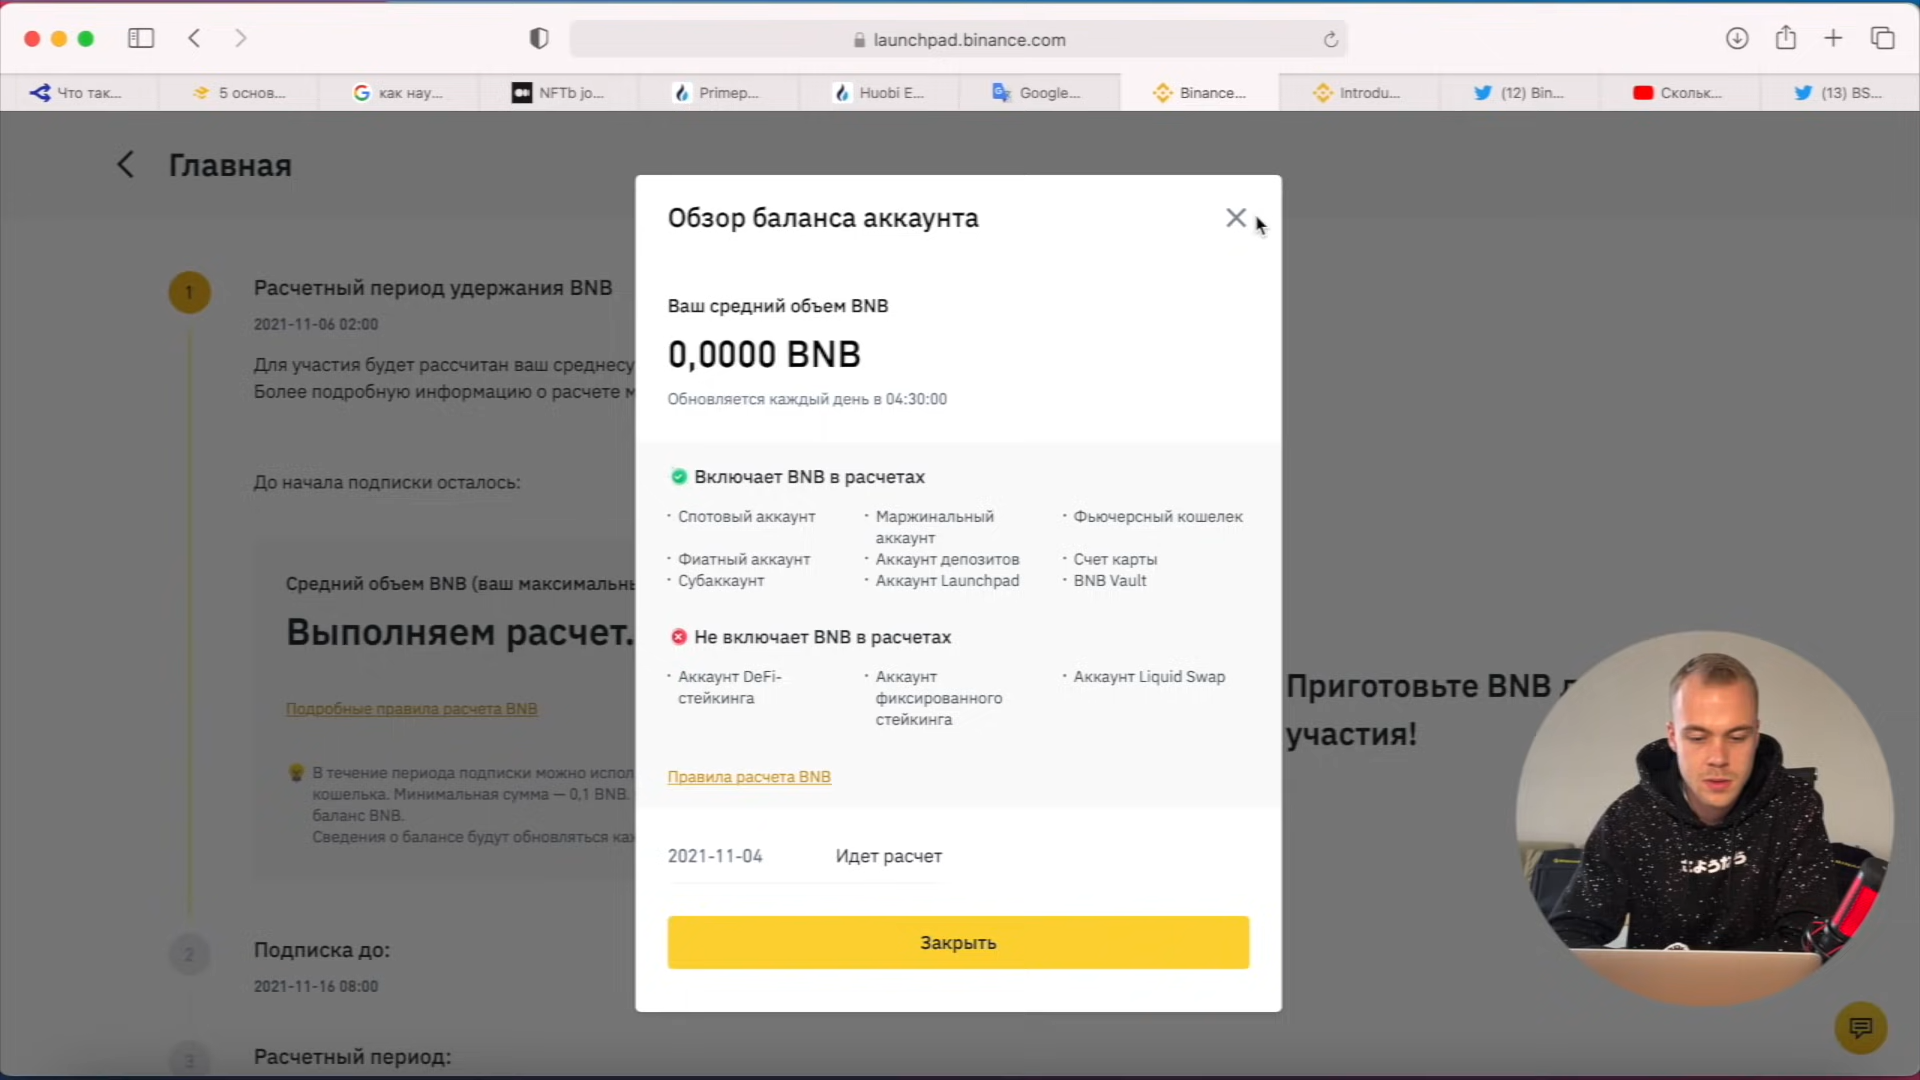 launchpad.binance.com
Что так...
5 основ...
как нау...
NFTb jo...
Primep...
Huobi E...
Google...
Binance...
Introdu...
(12) Bin...
Сколък...
(13) BS...
Главная
1
Расчетный период удержания BNB
2021-11-06 02:00
Для участия будет рассчитан ваш среднесу
Более подробную информацию о расчете м
До начала подписки осталось:
Средний объем BNB (ваш максимальны
Выполняем расчет.
Подробные правила расчета BNB
В течение периода подписки можно испол
кошелька. Минимальная сумма — 0,1 BNB.
баланс BNB.
Сведения о балансе будут обновляться каж
2
Подписка до:
2021-11-16 08:00
3
Расчетный период:
Обзор баланса аккаунта
Ваш средний объем BNB
0,0000 BNB
Обновляется каждый день в 04:30:00
Включает BNB в расчетах
· Спотовый аккаунт
· Маржинальный
аккаунт
· Фьючерсный кошелек
· Фиатный аккаунт
· Аккаунт депозитов
· Счет карты
· Субаккаунт
· Аккаунт Launchpad
· BNB Vault
Не включает BNB в расчетах
· Аккаунт DeFi-
стейкинга
· Аккаунт
фиксированного
стейкинга
· Аккаунт Liquid Swap
Правила расчета BNB
2021-11-04 Идет расчет
Закрыть
Приготовьте BNB
участия!